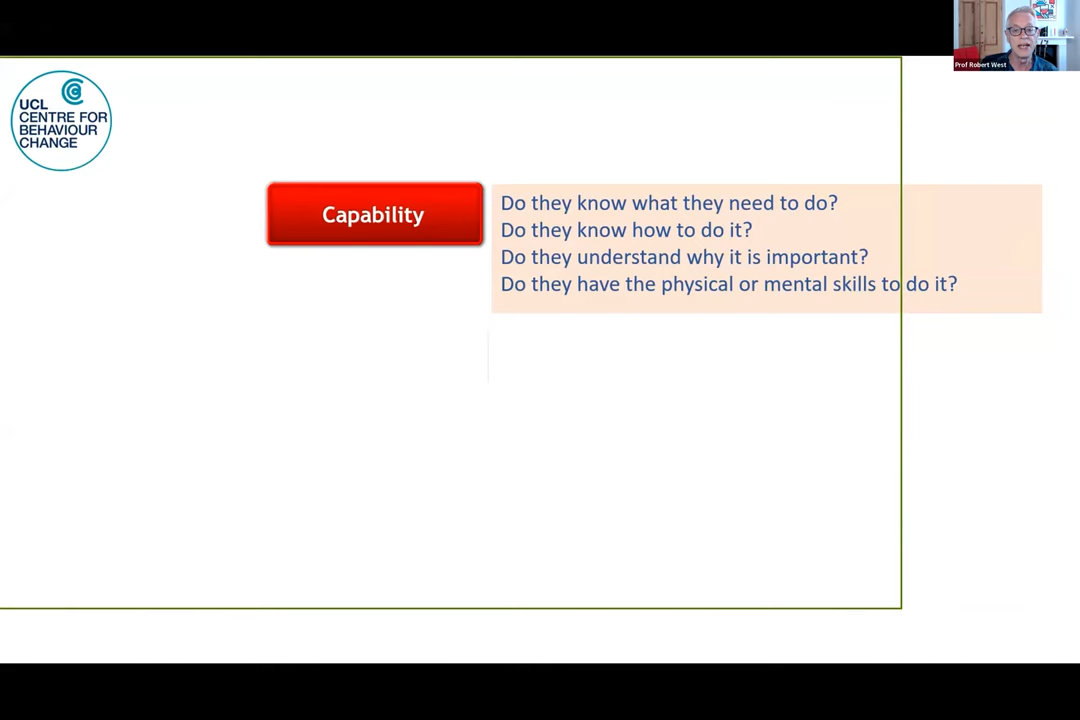 Prof Robert West
UCL
CENTRE FOR
BEHAVIOUR
CHANGE
Capability
Do they know what they need to do?
Do they know how to do it?
Do they understand why it is important?
Do they have the physical or mental skills to do it?